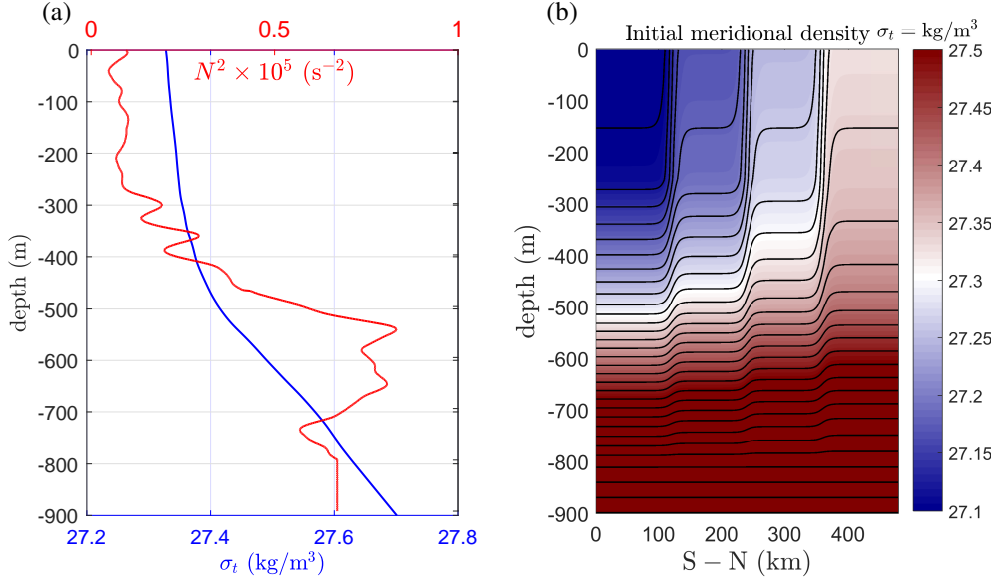 (a)
0 0.5 1
N² × 10⁵ (s⁻²)
depth (m)
0
-100
-200
-300
-400
-500
-600
-700
-800
-900
27.2 27.4 27.6 27.8
σₜ (kg/m³)
(b)
Initial meridional density σₜ = kg/m³
depth (m)
0
-100
-200
-300
-400
-500
-600
-700
-800
-900
0 100 200 300 400
S − N (km)
27.5
27.45
27.4
27.35
27.3
27.25
27.2
27.15
27.1